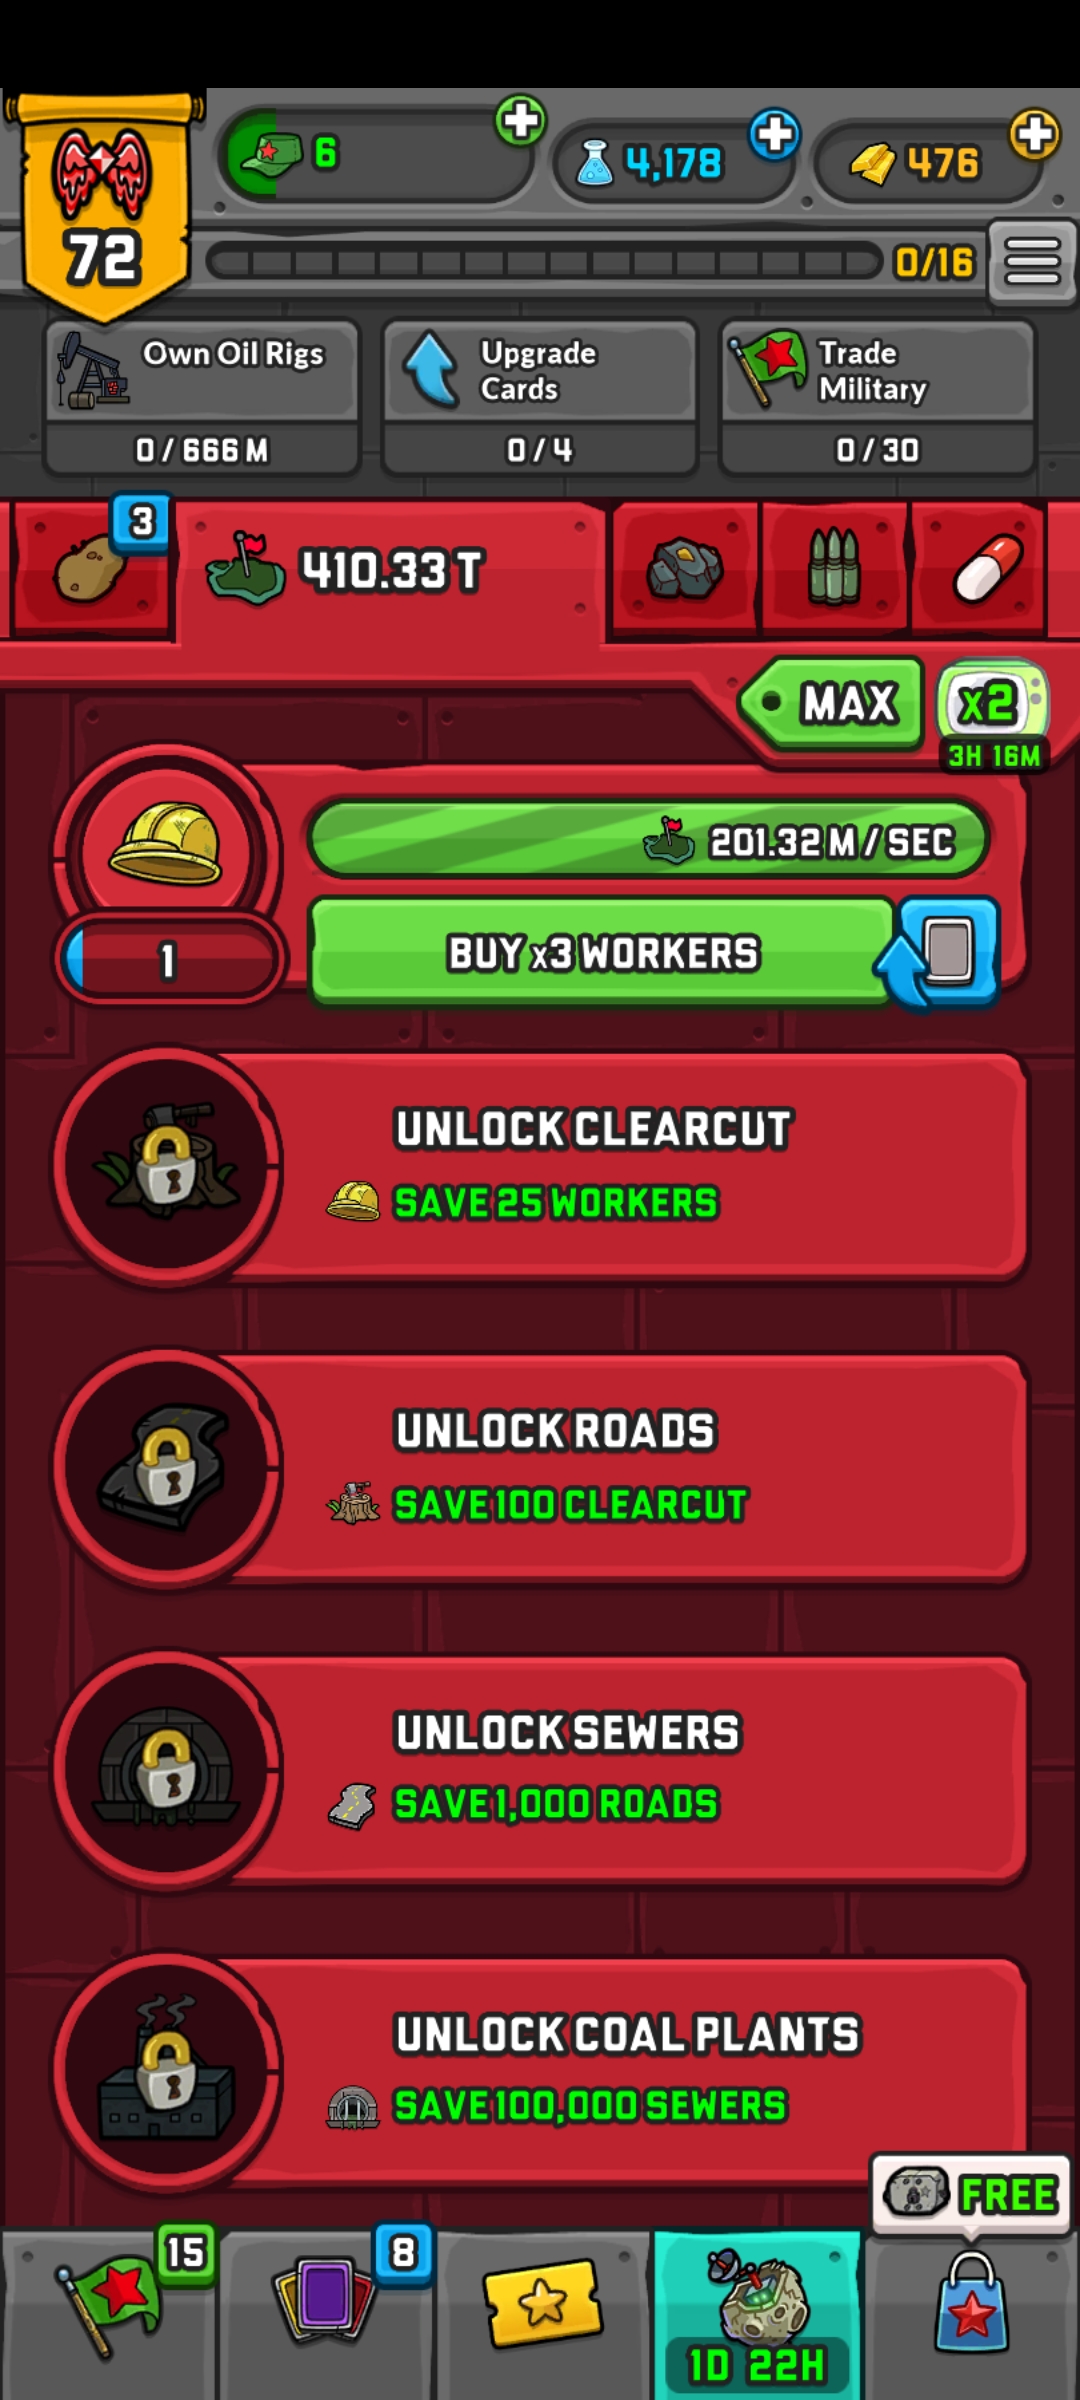 6
4,178
476
72
0/16
Own Oil Rigs
0 / 666 M
Upgrade
Cards
0 / 4
Trade
Military
0 / 30
3
410.33 T
MAX
x2
3H 16M
201.32 M / SEC
1
BUY x3 WORKERS
UNLOCK CLEARCUT
SAVE 25 WORKERS
UNLOCK ROADS
SAVE 100 CLEARCUT
UNLOCK SEWERS
SAVE 1,000 ROADS
UNLOCK COAL PLANTS
SAVE 100,000 SEWERS
FREE
15
8
1D 22H